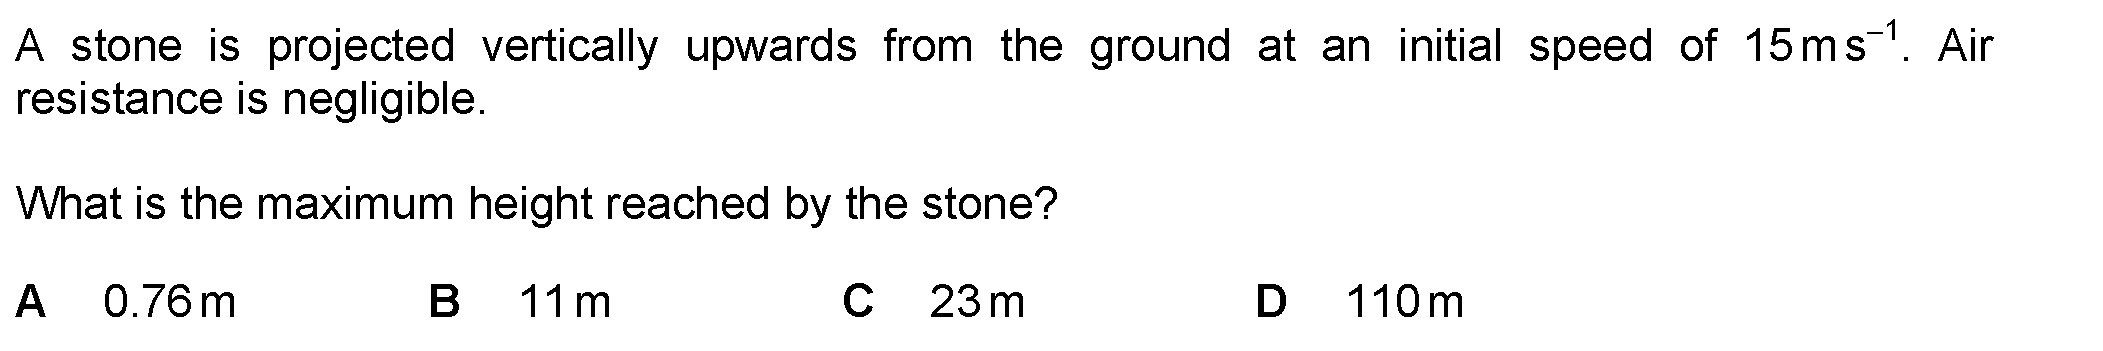 A stone is projected vertically upwards from the ground at an initial speed of 15 m s⁻¹. Air
resistance is negligible.
What is the maximum height reached by the stone?
A 0.76 m B 11 m C 23 m D 110 m